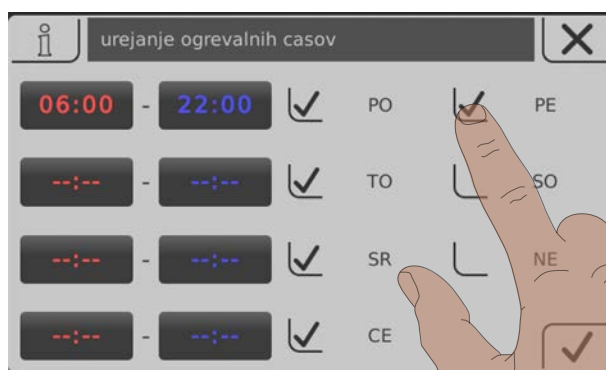 i urejanje ogrevalnih casov
06:00 - 22:00 PO PE
--:-- - --:-- TO SO
--:-- - --:-- SR NE
--:-- - --:-- CE